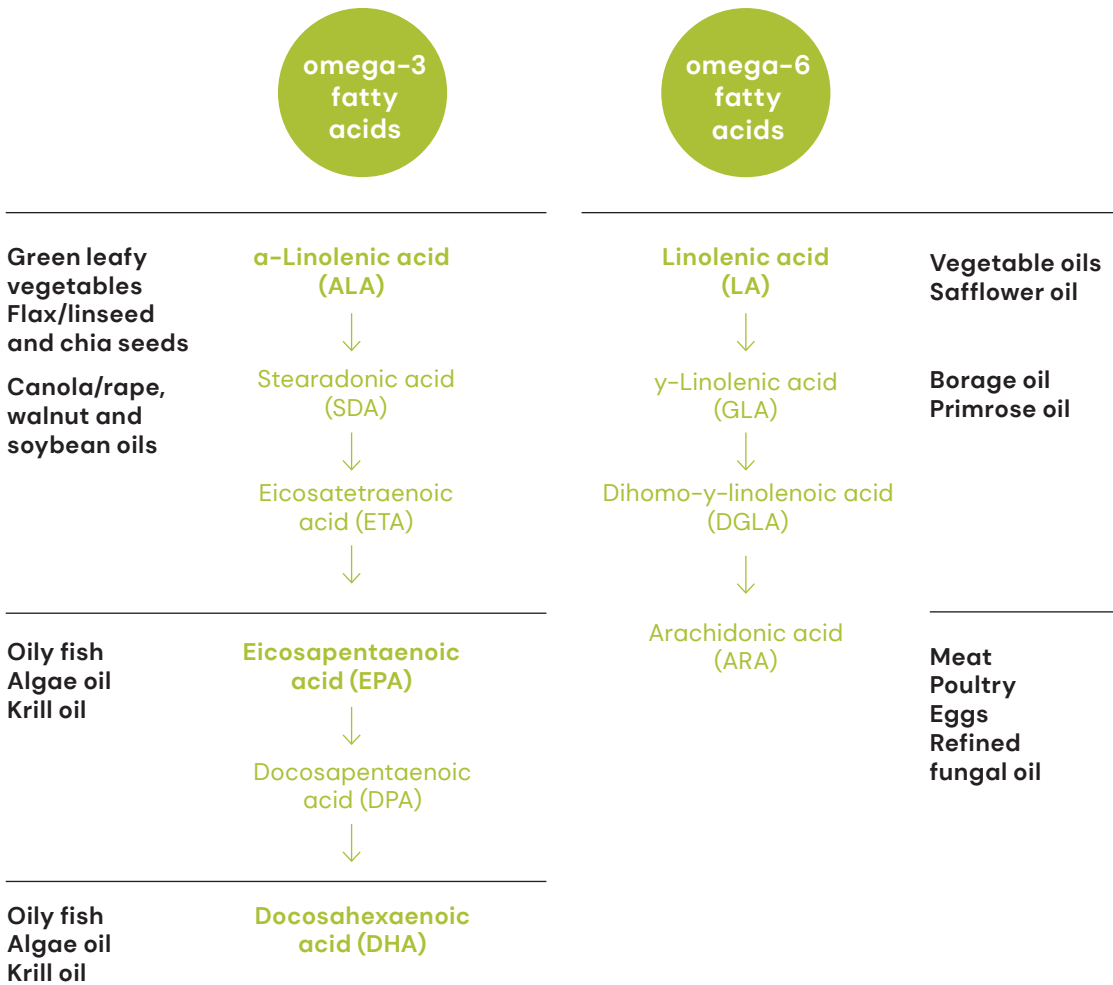 omega-3
fatty
acids
omega-6
fatty
acids
Green leafy
vegetables
Flax/linseed
and chia seeds
Canola/rape,
walnut and
soybean oils
α-Linolenic acid
(ALA)
Stearadonic acid
(SDA)
Eicosatetraenoic
acid (ETA)
Linolenic acid
(LA)
y-Linolenic acid
(GLA)
Dihomo-y-linolenoic acid
(DGLA)
Arachidonic acid
(ARA)
Vegetable oils
Safflower oil
Borage oil
Primrose oil
Meat
Poultry
Eggs
Refined
fungal oil
Oily fish
Algae oil
Krill oil
Eicosapentaenoic
acid (EPA)
Docosapentaenoic
acid (DPA)
Oily fish
Algae oil
Krill oil
Docosahexaenoic
acid (DHA)